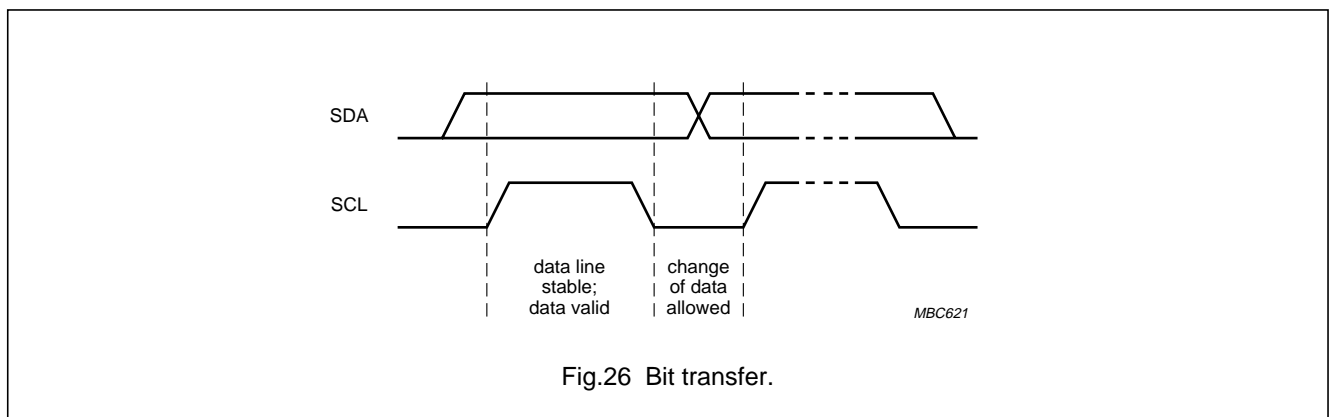 SDA
SCL
data line
stable;
data valid
change
of data
allowed
MBC621
Fig.26 Bit transfer.